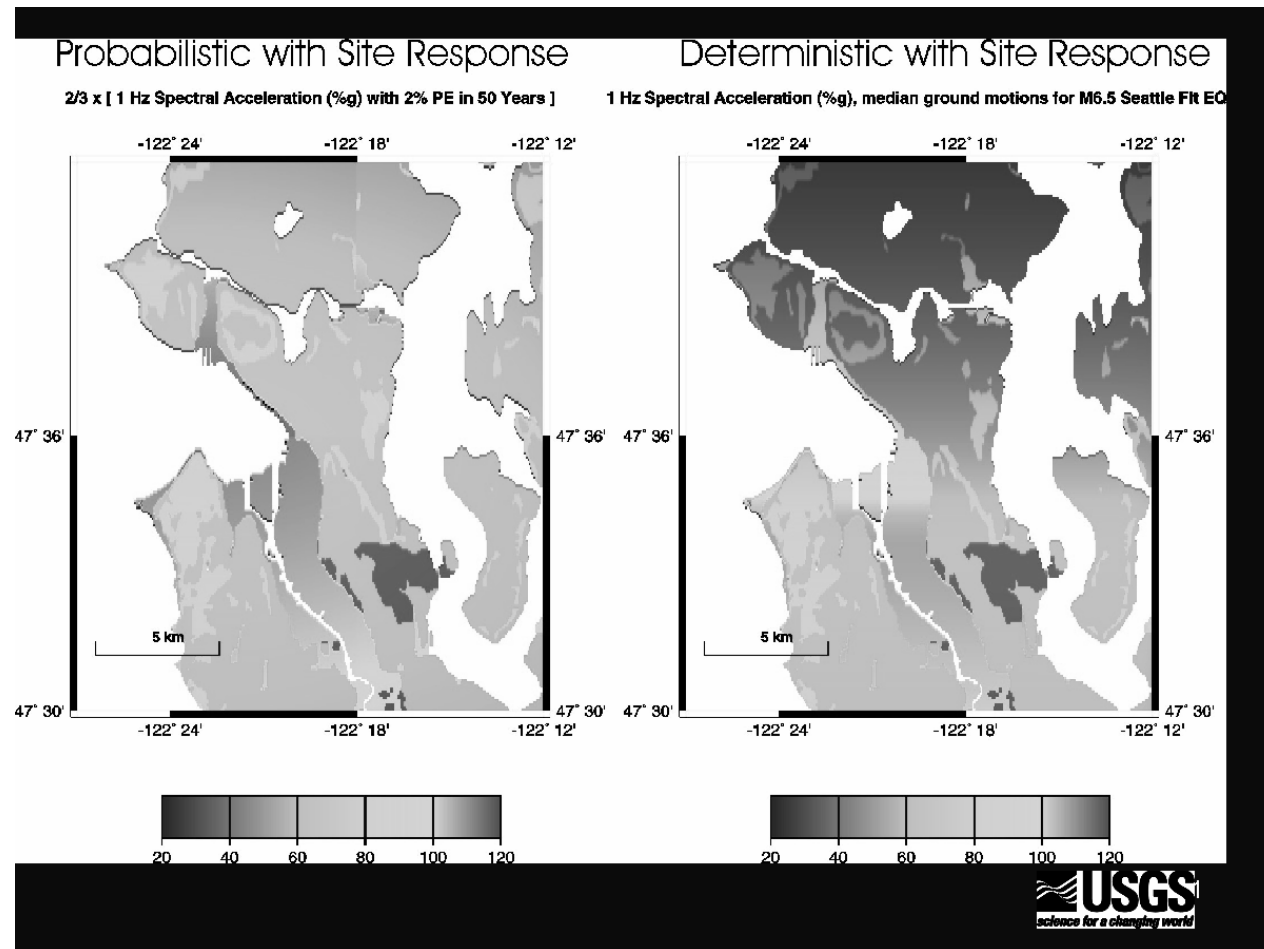 Probabilistic with Site Response
2/3 x [ 1 Hz Spectral Acceleration (%g) with 2% PE in 50 Years ]
-122˚ 24'
-122˚ 18'
-122˚ 12'
47˚ 36'
47˚ 36'
5 km
47˚ 30'
47˚ 30'
-122˚ 24'
-122˚ 18'
-122˚ 12'
20 40 60 80 100 120
Deterministic with Site Response
1 Hz Spectral Acceleration (%g), median ground motions for M6.5 Seattle Flt EQ
-122˚ 24'
-122˚ 18'
-122˚ 12'
47˚ 36'
47˚ 36'
5 km
47˚ 30'
47˚ 30'
-122˚ 24'
-122˚ 18'
-122˚ 12'
20 40 60 80 100 120
USGS
science for a changing world